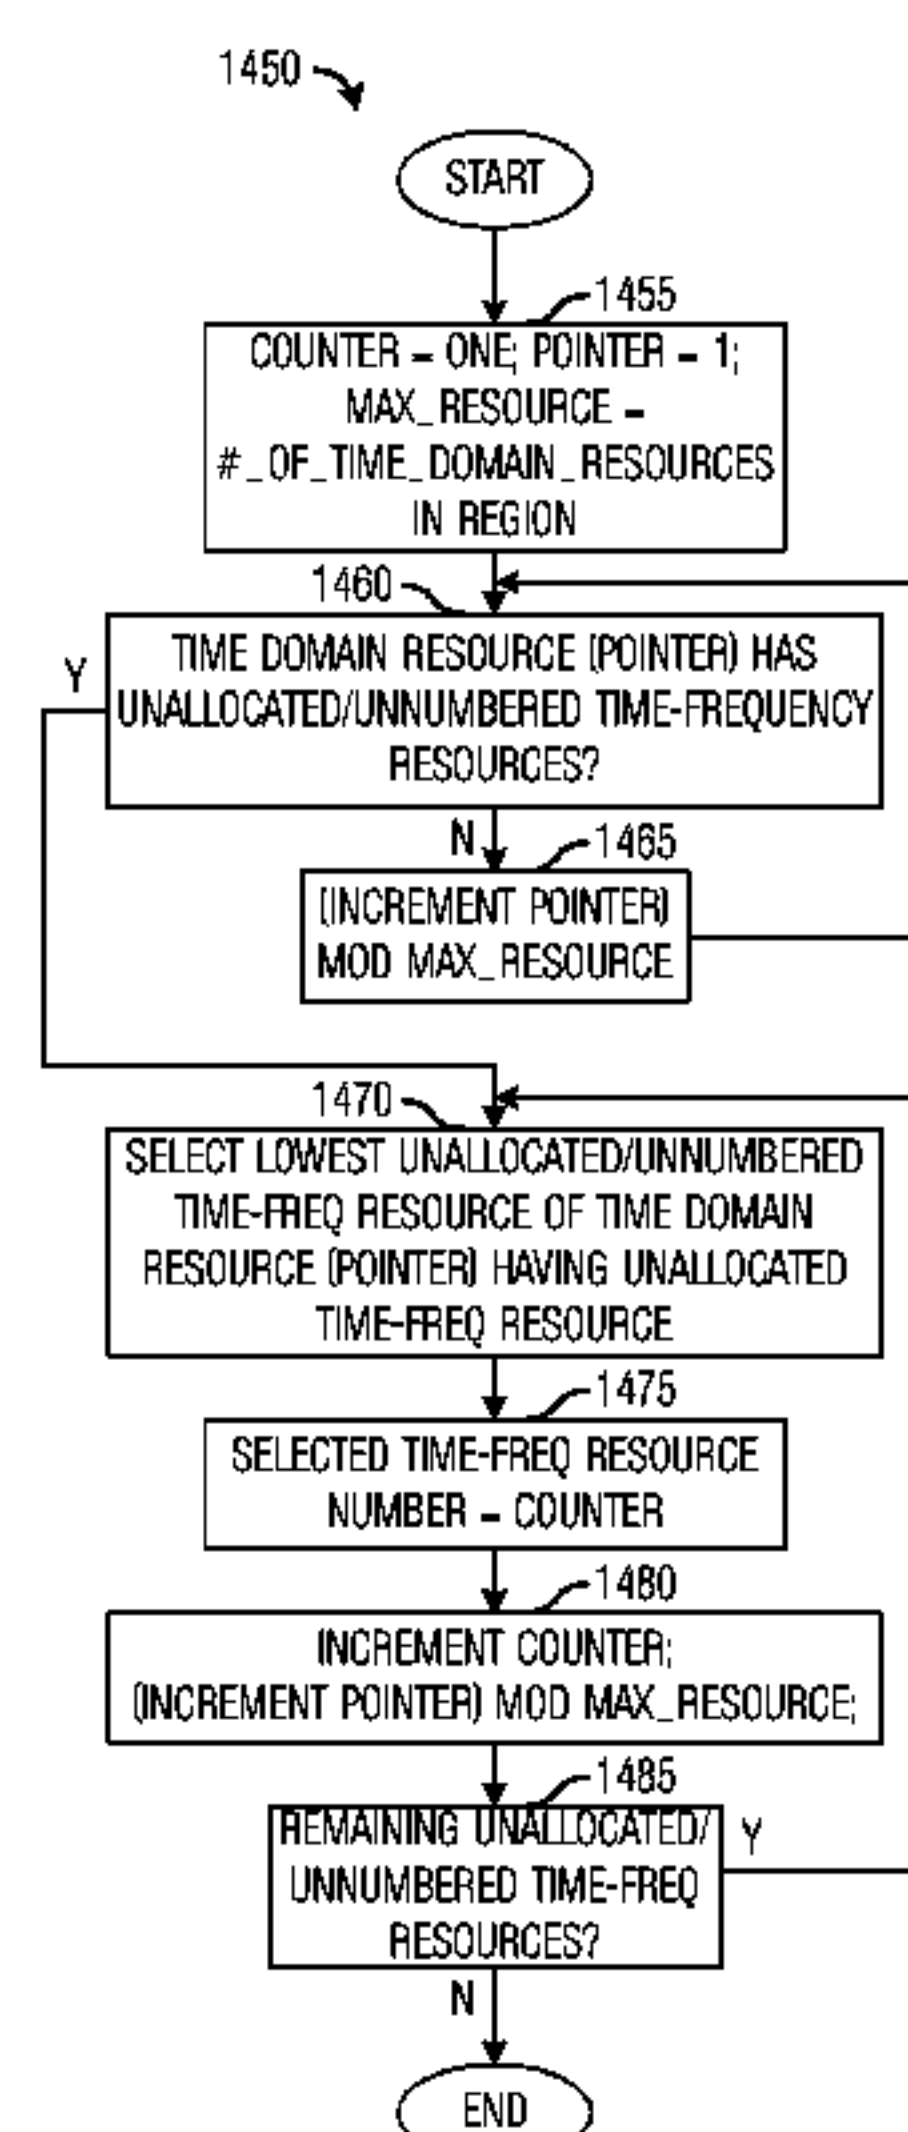 1450
START
1455
COUNTER = ONE; POINTER = 1;
MAX_RESOURCE =
#_OF_TIME_DOMAIN_RESOURCES
IN REGION
1460
TIME DOMAIN RESOURCE (POINTER) HAS
UNALLOCATED/UNNUMBERED TIME-FREQUENCY
RESOURCES?
Y
N
1465
(INCREMENT POINTER)
MOD MAX_RESOURCE
1470
SELECT LOWEST UNALLOCATED/UNNUMBERED
TIME-FREQ RESOURCE OF TIME DOMAIN
RESOURCE (POINTER) HAVING UNALLOCATED
TIME-FREQ RESOURCE
1475
SELECTED TIME-FREQ RESOURCE
NUMBER = COUNTER
1480
INCREMENT COUNTER;
(INCREMENT POINTER) MOD MAX_RESOURCE;
1485
REMAINING UNALLOCATED/
UNNUMBERED TIME-FREQ
RESOURCES?
Y
N
END